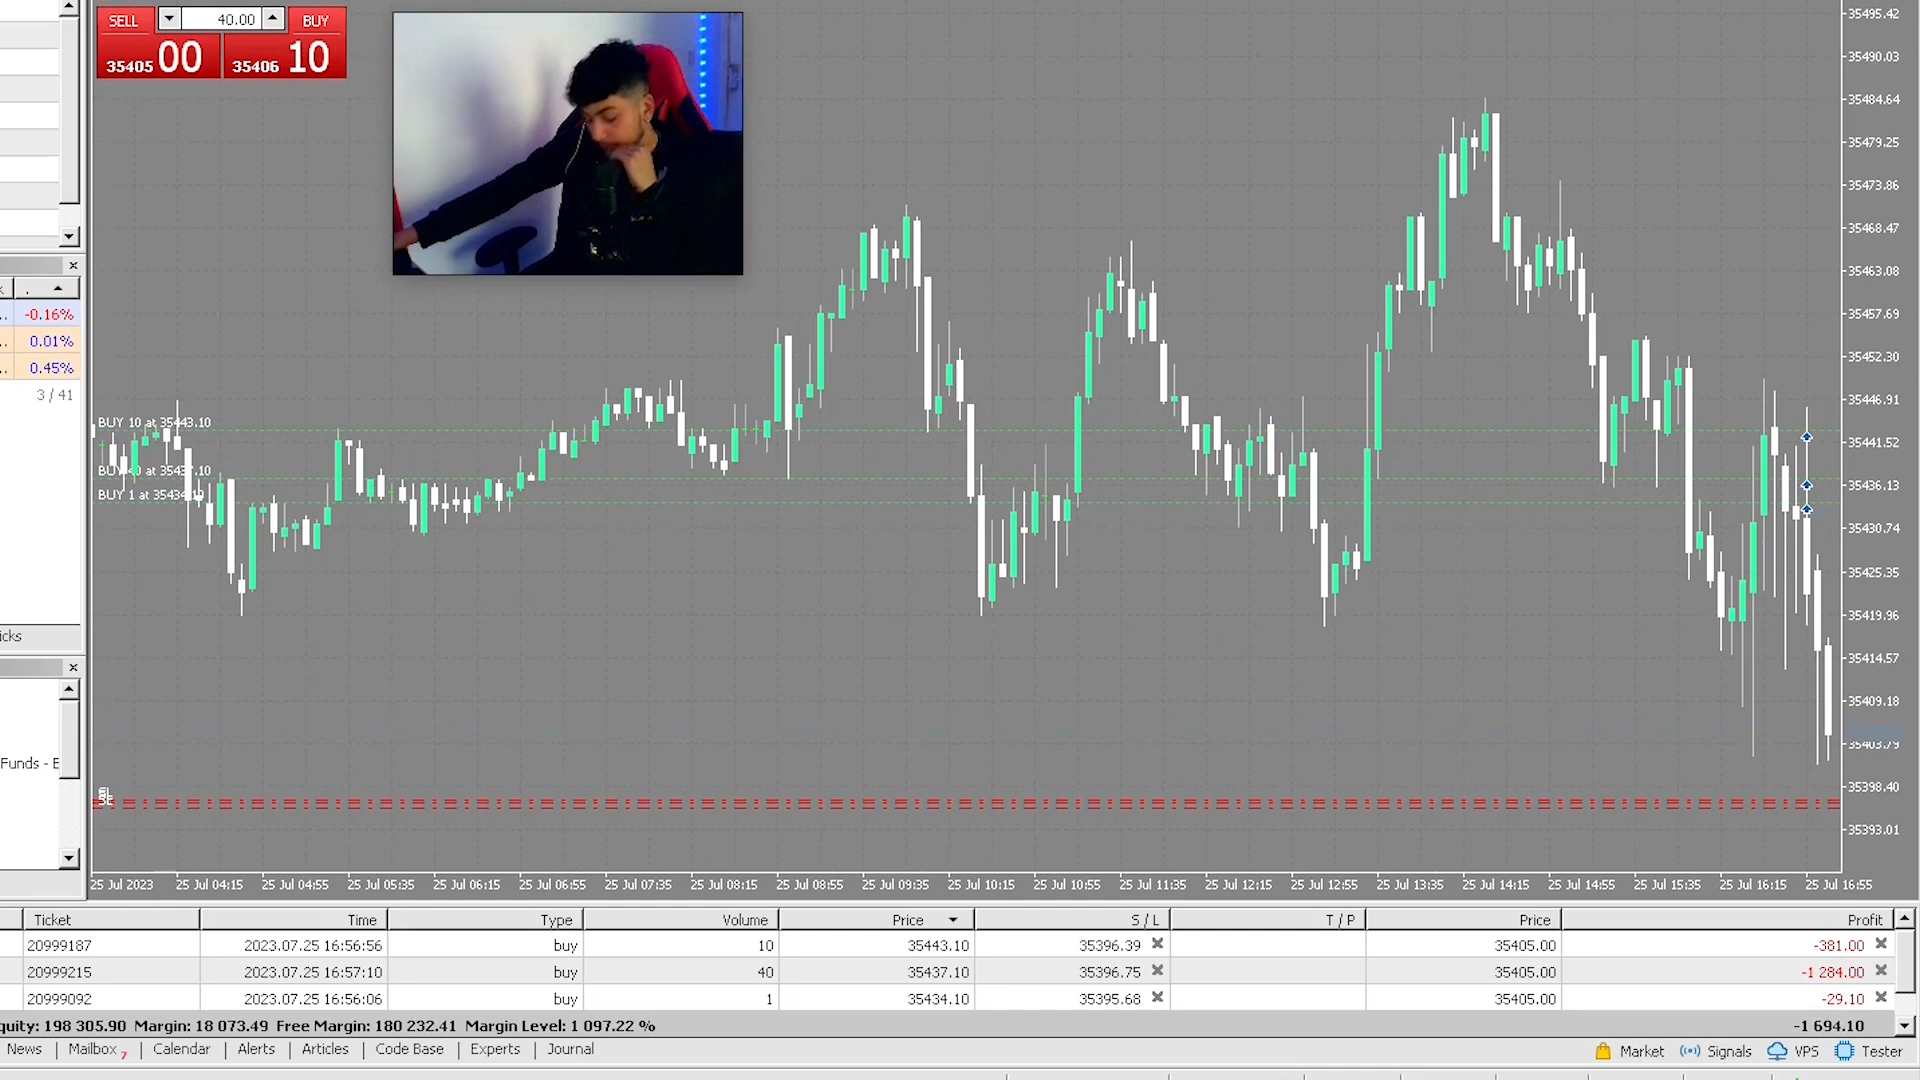 SELL 40.00 BUY
35405 00 35406 10
35495.42
35490.03
35484.64
35479.25
35473.86
35468.47
35463.08
35457.69
35452.30
35446.91
35441.52
35436.13
35430.74
35425.35
35419.96
35414.57
35409.18
35403.79
35398.40
35393.01
-0.16%
0.01%
0.45%
3 / 41
icks
Funds - E
BUY 10 at 35443.10
BUY 40 at 35437.10
BUY 1 at 35434.10
25 Jul 2023 25 Jul 04:15 25 Jul 04:55 25 Jul 05:35 25 Jul 06:15 25 Jul 06:55 25 Jul 07:35 25 Jul 08:15 25 Jul 08:55 25 Jul 09:35 25 Jul 10:15 25 Jul 10:55 25 Jul 11:35 25 Jul 12:15 25 Jul 12:55 25 Jul 13:35 25 Jul 14:15 25 Jul 14:55 25 Jul 15:35 25 Jul 16:15 25 Jul 16:55
Ticket Time Type Volume Price S / L T / P Price Profit
20999187 2023.07.25 16:56:56 buy 10 35443.10 35396.39 35405.00 -381.00
20999215 2023.07.25 16:57:10 buy 40 35437.10 35396.75 35405.00 -1 284.00
20999092 2023.07.25 16:56:06 buy 1 35434.10 35395.68 35405.00 -29.10
quity: 198 305.90 Margin: 18 073.49 Free Margin: 180 232.41 Margin Level: 1 097.22 % -1 694.10
News Mailbox 7 Calendar Alerts Articles Code Base Experts Journal Market Signals VPS Tester